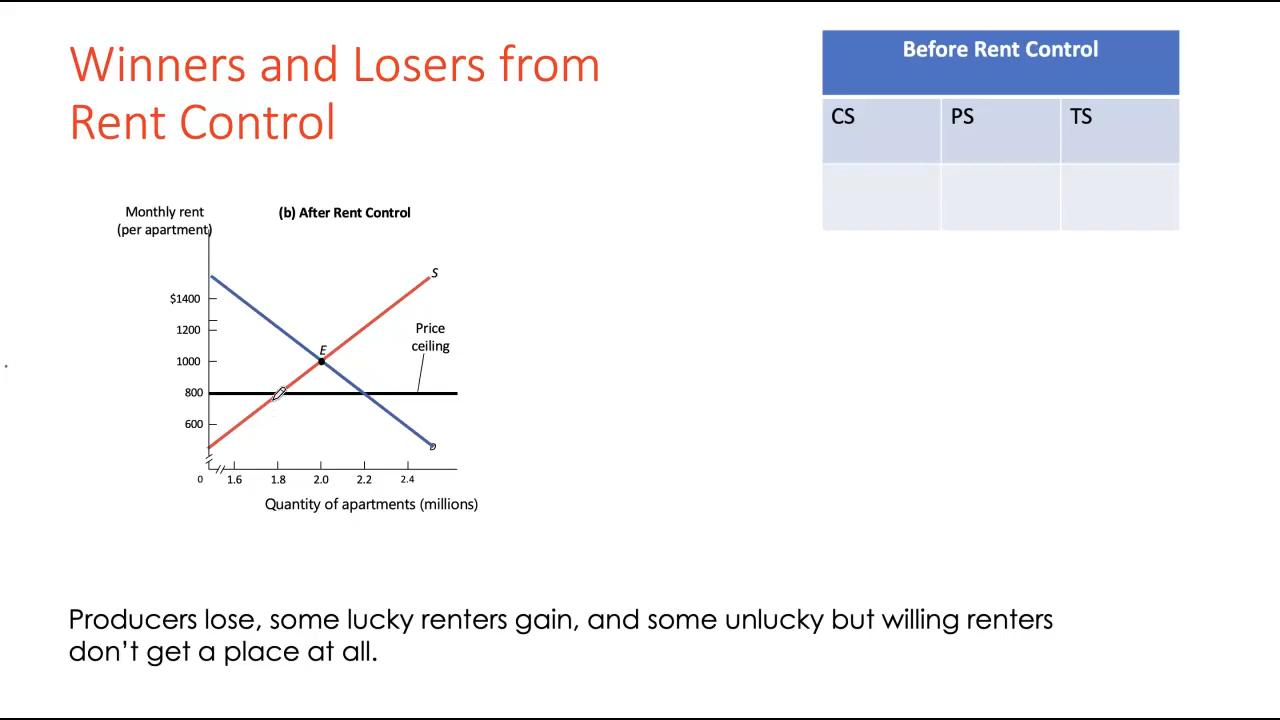 Winners and Losers from
Rent Control
Before Rent Control
CS PS TS
Monthly rent
(per apartment)
(b) After Rent Control
S
$1400
1200
Price
ceiling
E
1000
800
600
D
0 1.6 1.8 2.0 2.2 2.4
Quantity of apartments (millions)
Producers lose, some lucky renters gain, and some unlucky but willing renters
don't get a place at all.